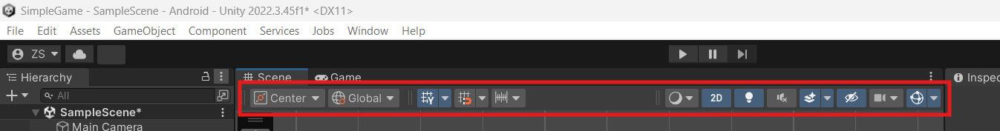 SimpleGame - SampleScene - Android - Unity 2022.3.45f1* <DX11>
File Edit Assets GameObject Component Services Jobs Window Help
ZS
Hierarchy Scene Game Inspec
All Center Global Y 2D
SampleScene*
Main Camera